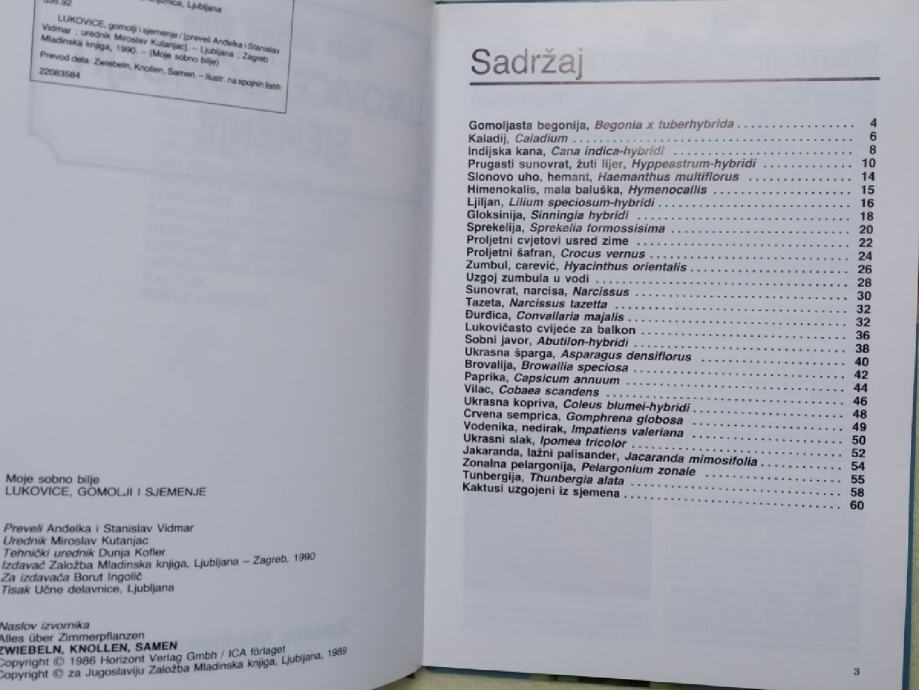 knjižnica, Ljubljana
LUKOVICE, gomolji i sjemenje / [preveli Anđelka i Stanislav
Vidmar ; urednik Miroslav Kutanjac]. – Ljubljana ; Zagreb :
Mladinska knjiga, 1990. – (Moje sobno bilje)
Prevod dela: Zwiebeln, Knollen, Samen. – Ilustr. na spojnih listih
22063584
Moje sobno bilje
LUKOVICE, GOMOLJI I SJEMENJE
Preveli Anđelka i Stanislav Vidmar
Urednik Miroslav Kutanjac
Tehnički urednik Dunja Kofler
Izdavač Založba Mladinska knjiga, Ljubljana – Zagreb, 1990
Za izdavača Borut Ingolič
Tisak Učne delavnice, Ljubljana
Naslov izvornika
Alles über Zimmerpflanzen
ZWIEBELN, KNOLLEN, SAMEN
Copyright © 1986 Horizont Verlag Gmbh / ICA förlaget
Copyright © za Jugoslaviju Založba Mladinska knjiga, Ljubljana, 1989
Sadržaj
Gomoljasta begonija, Begonia x tuberhybrida 4
Kaladij, Caladium 6
Indijska kana, Cana indica-hybridi 8
Prugasti sunovrat, žuti lijer, Hyppeastrum-hybridi 10
Slonovo uho, hemant, Haemanthus multiflorus 14
Himenokalis, mala baluška, Hymenocallis 15
Ljiljan, Lilium speciosum-hybridi 16
Gloksinija, Sinningia hybridi 18
Sprekelija, Sprekelia formossisima 20
Proljetni cvjetovi usred zime 22
Proljetni šafran, Crocus vernus 24
Zumbul, carević, Hyacinthus orientalis 26
Uzgoj zumbula u vodi 28
Sunovrat, narcisa, Narcissus 30
Tazeta, Narcissus tazetta 32
Đurđica, Convallaria majalis 32
Lukovičasto cvijeće za balkon 36
Sobni javor, Abutilon-hybridi 38
Ukrasna šparga, Asparagus densiflorus 40
Brovalija, Browallia speciosa 42
Paprika, Capsicum annuum 44
Vilac, Cobaea scandens 46
Ukrasna kopriva, Coleus blumei-hybridi 48
Crvena semprica, Gomphrena globosa 49
Vodenika, nedirak, Impatiens valeriana 50
Ukrasni slak, Ipomea tricolor 52
Jakaranda, lažni palisander, Jacaranda mimosifolia 54
Zonalna pelargonija, Pelargonium zonale 55
Tunbergija, Thunbergia alata 58
Kaktusi uzgojeni iz sjemena 60
3